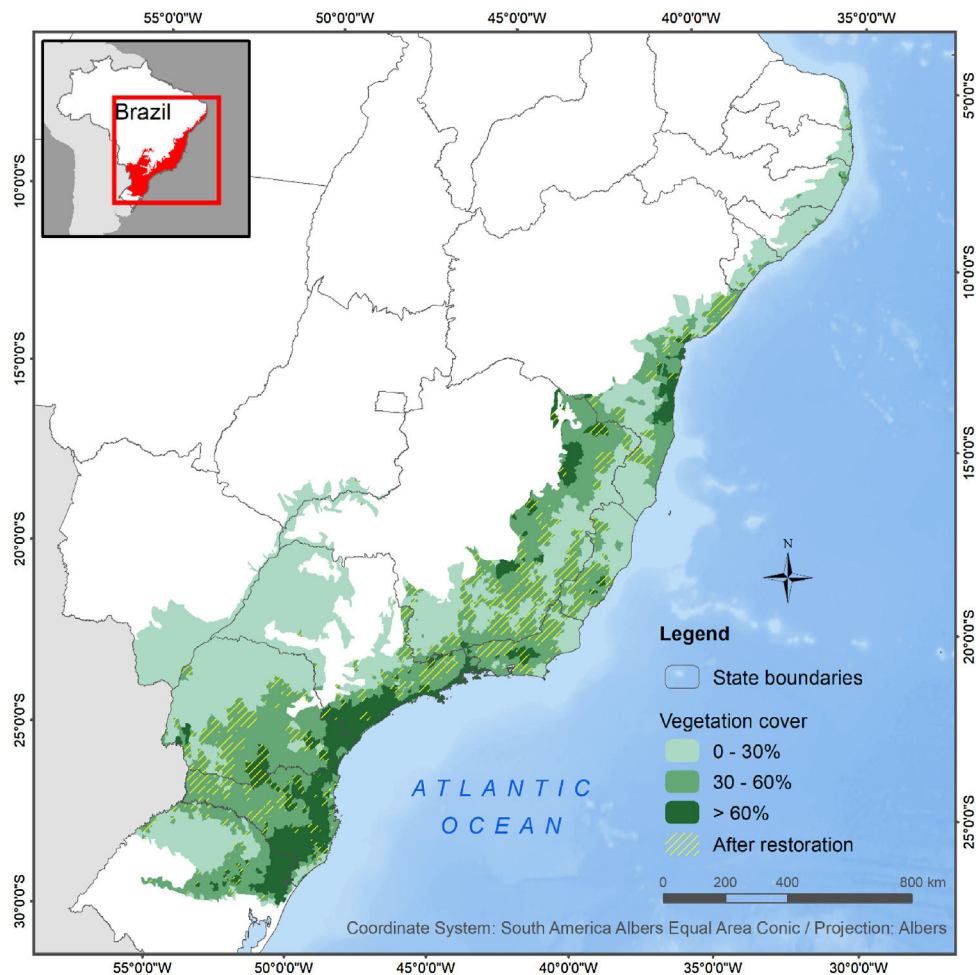 55°0'0"W 50°0'0"W 45°0'0"W 40°0'0"W 35°0'0"W
Brazil
5°0'0"S
10°0'0"S
10°0'0"S
15°0'0"S
15°0'0"S
20°0'0"S
20°0'0"S
25°0'0"S
25°0'0"S
30°0'0"S
N
Legend
State boundaries
Vegetation cover
0 - 30%
30 - 60%
> 60%
After restoration
ATLANTIC
OCEAN
0 200 400 800 km
Coordinate System: South America Albers Equal Area Conic / Projection: Albers
55°0'0"W 50°0'0"W 45°0'0"W 40°0'0"W 35°0'0"W 30°0'0"W